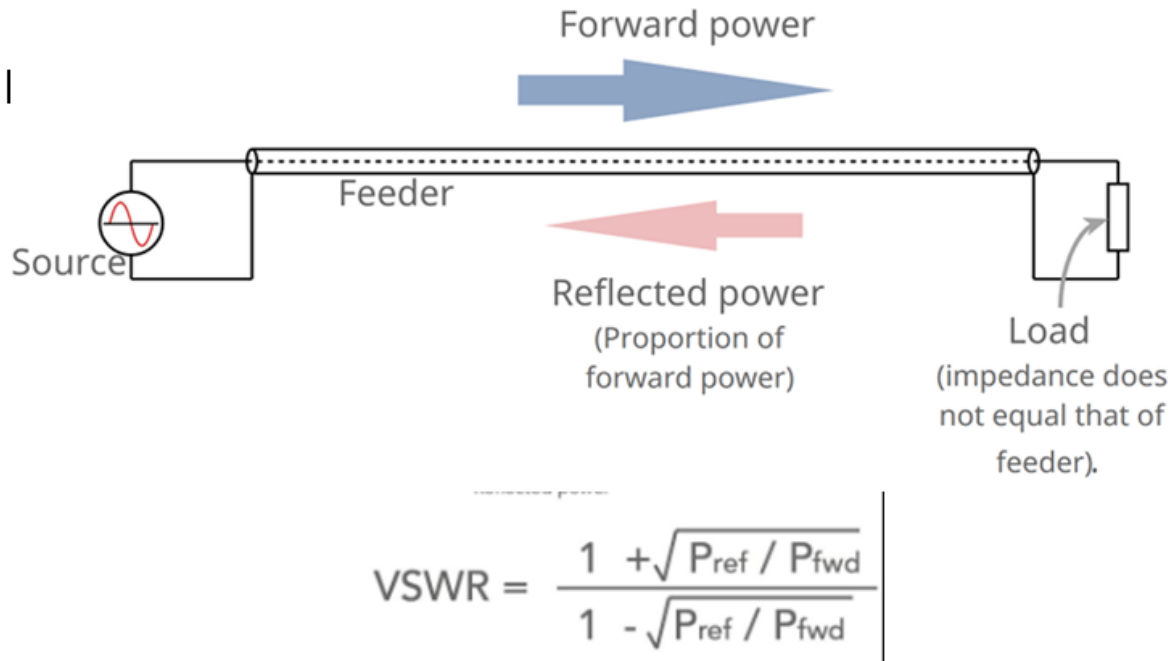 Forward power
Feeder
Source
Reflected power
(Proportion of
forward power)
Load
(impedance does
not equal that of
feeder).
VSWR = 1 + √Pref / Pfwd
1 - √Pref / Pfwd